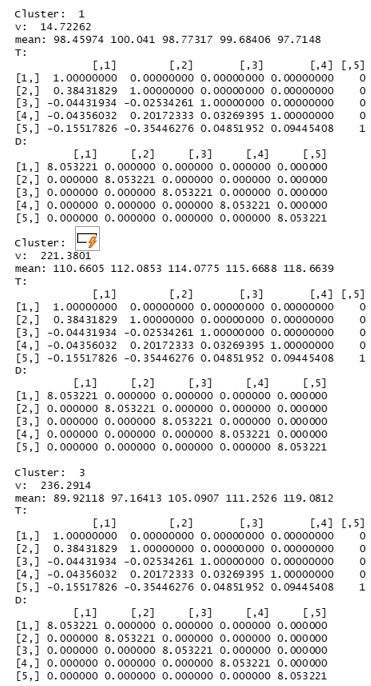 Cluster:  1
v:  14.72262
mean: 98.45974 100.041 98.77317 99.68406 97.7148
T:
            [,1]        [,2]       [,3]       [,4] [,5]
[1,]  1.00000000  0.00000000 0.00000000 0.00000000    0
[2,]  0.38431829  1.00000000 0.00000000 0.00000000    0
[3,] -0.04431934 -0.02534261 1.00000000 0.00000000    0
[4,] -0.04356032  0.20172333 0.03269395 1.00000000    0
[5,] -0.15517826 -0.35446276 0.04851952 0.09445408    1
D:
         [,1]     [,2]     [,3]     [,4]     [,5]
[1,] 8.053221 0.000000 0.000000 0.000000 0.000000
[2,] 0.000000 8.053221 0.000000 0.000000 0.000000
[3,] 0.000000 0.000000 8.053221 0.000000 0.000000
[4,] 0.000000 0.000000 0.000000 8.053221 0.000000
[5,] 0.000000 0.000000 0.000000 0.000000 8.053221
Cluster:
v:  221.3801
mean: 110.6605 112.0853 114.0775 115.6688 118.6639
T:
            [,1]        [,2]       [,3]       [,4] [,5]
[1,]  1.00000000  0.00000000 0.00000000 0.00000000    0
[2,]  0.38431829  1.00000000 0.00000000 0.00000000    0
[3,] -0.04431934 -0.02534261 1.00000000 0.00000000    0
[4,] -0.04356032  0.20172333 0.03269395 1.00000000    0
[5,] -0.15517826 -0.35446276 0.04851952 0.09445408    1
D:
         [,1]     [,2]     [,3]     [,4]     [,5]
[1,] 8.053221 0.000000 0.000000 0.000000 0.000000
[2,] 0.000000 8.053221 0.000000 0.000000 0.000000
[3,] 0.000000 0.000000 8.053221 0.000000 0.000000
[4,] 0.000000 0.000000 0.000000 8.053221 0.000000
[5,] 0.000000 0.000000 0.000000 0.000000 8.053221
Cluster:  3
v:  236.2914
mean: 89.92118 97.16413 105.0907 111.2526 119.0812
T:
            [,1]        [,2]       [,3]       [,4] [,5]
[1,]  1.00000000  0.00000000 0.00000000 0.00000000    0
[2,]  0.38431829  1.00000000 0.00000000 0.00000000    0
[3,] -0.04431934 -0.02534261 1.00000000 0.00000000    0
[4,] -0.04356032  0.20172333 0.03269395 1.00000000    0
[5,] -0.15517826 -0.35446276 0.04851952 0.09445408    1
D:
         [,1]     [,2]     [,3]     [,4]     [,5]
[1,] 8.053221 0.000000 0.000000 0.000000 0.000000
[2,] 0.000000 8.053221 0.000000 0.000000 0.000000
[3,] 0.000000 0.000000 8.053221 0.000000 0.000000
[4,] 0.000000 0.000000 0.000000 8.053221 0.000000
[5,] 0.000000 0.000000 0.000000 0.000000 8.053221